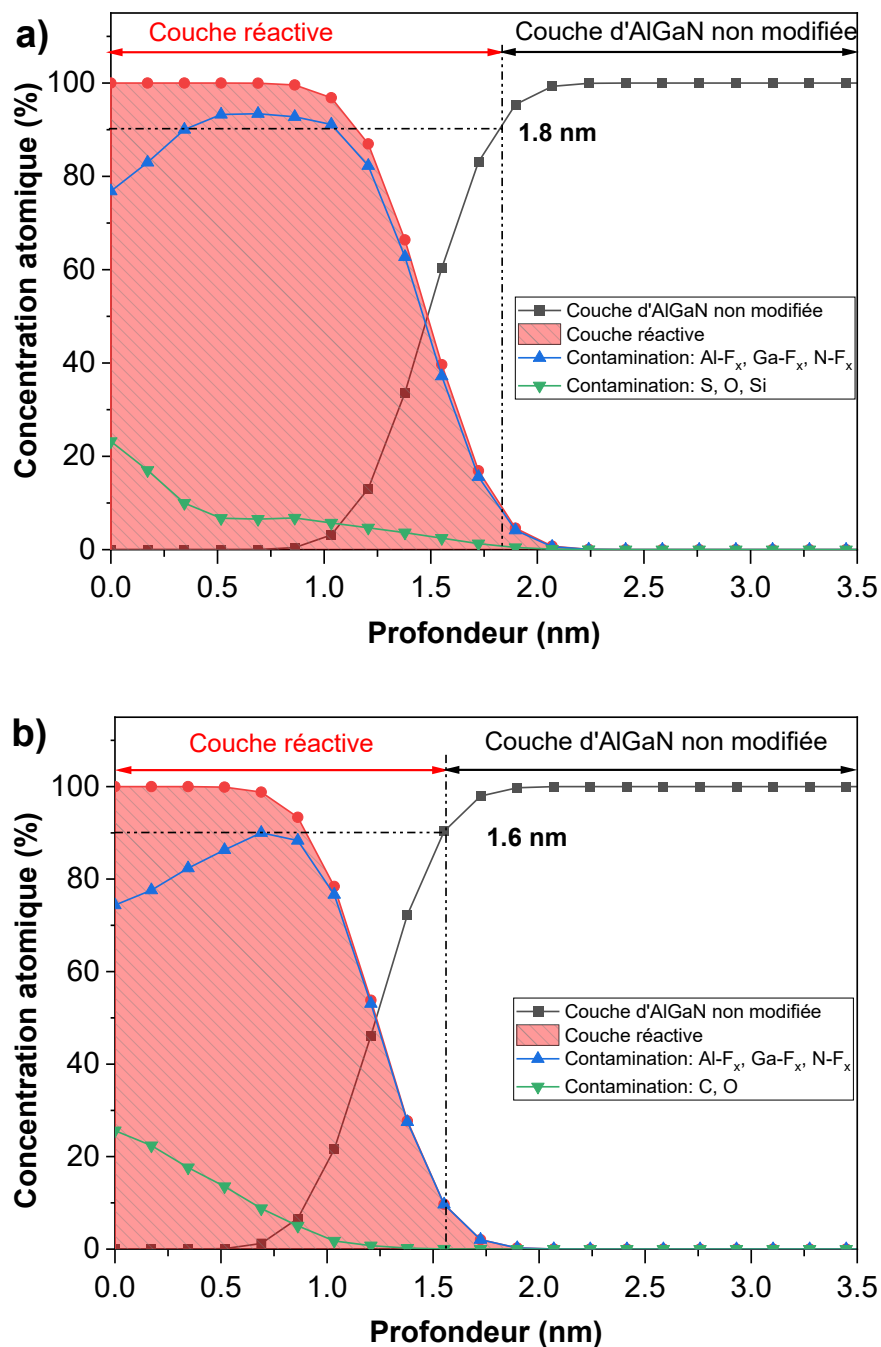 a)
Couche réactive
Couche d'AlGaN non modifiée
100
80
60
40
20
0
Concentration atomique (%)
1.8 nm
Couche d'AlGaN non modifiée
Couche réactive
Contamination: Al-Fx, Ga-Fx, N-Fx
Contamination: S, O, Si
0.0 0.5 1.0 1.5 2.0 2.5 3.0 3.5
Profondeur (nm)
b)
Couche réactive
Couche d'AlGaN non modifiée
100
80
60
40
20
0
Concentration atomique (%)
1.6 nm
Couche d'AlGaN non modifiée
Couche réactive
Contamination: Al-Fx, Ga-Fx, N-Fx
Contamination: C, O
0.0 0.5 1.0 1.5 2.0 2.5 3.0 3.5
Profondeur (nm)